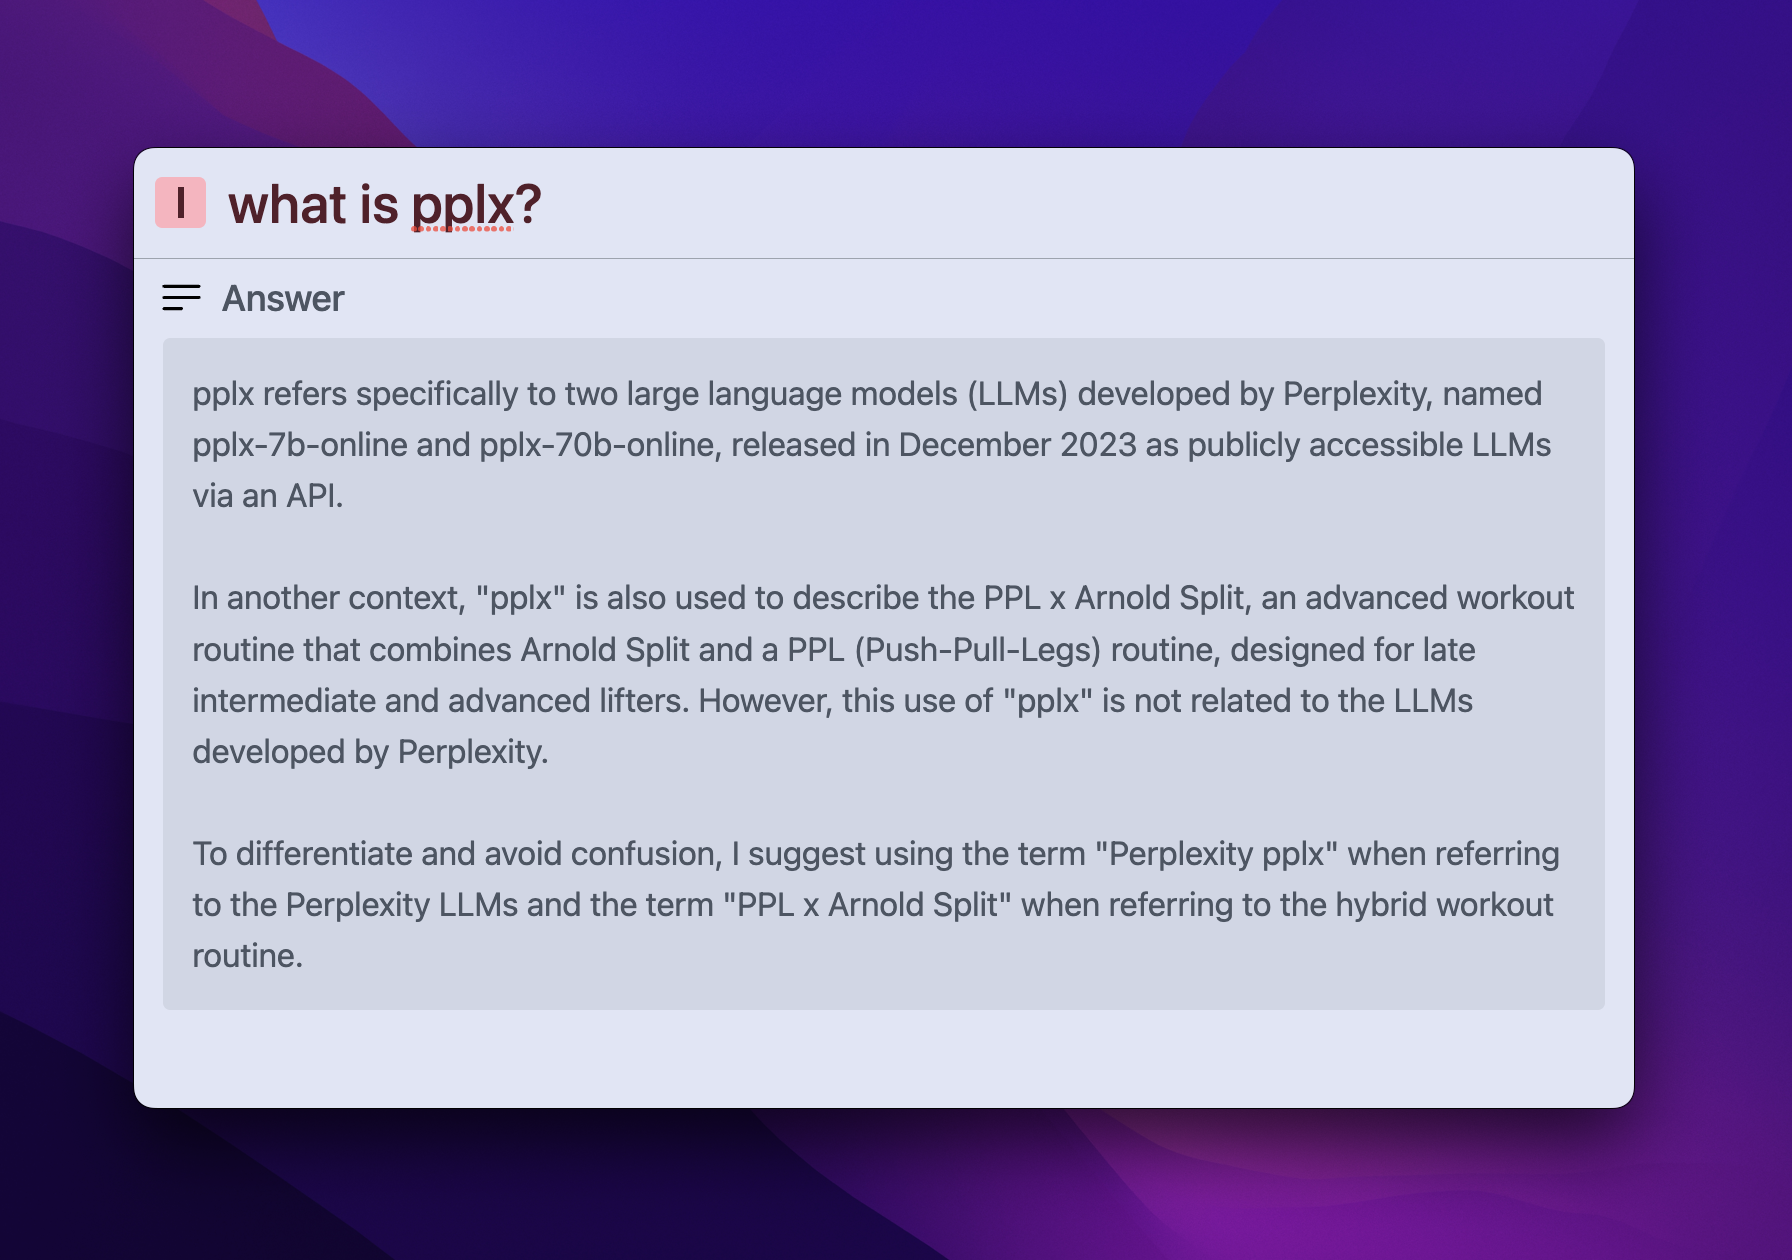 I what is pplx?
Answer
pplx refers specifically to two large language models (LLMs) developed by Perplexity, named
pplx-7b-online and pplx-70b-online, released in December 2023 as publicly accessible LLMs
via an API.
In another context, "pplx" is also used to describe the PPL x Arnold Split, an advanced workout
routine that combines Arnold Split and a PPL (Push-Pull-Legs) routine, designed for late
intermediate and advanced lifters. However, this use of "pplx" is not related to the LLMs
developed by Perplexity.
To differentiate and avoid confusion, I suggest using the term "Perplexity pplx" when referring
to the Perplexity LLMs and the term "PPL x Arnold Split" when referring to the hybrid workout
routine.